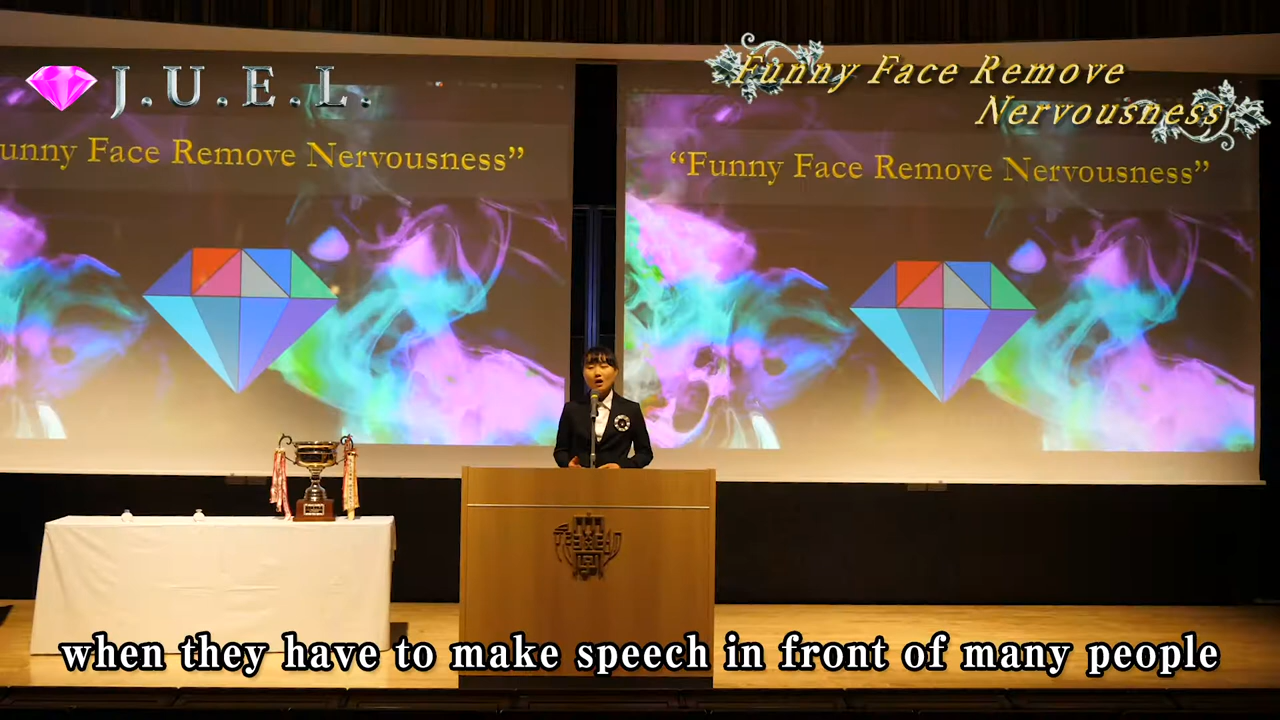 J.U.E.L.
Funny Face Remove
Nervousness
unny Face Remove Nervousness”
“Funny Face Remove Nervousness”
when they have to make speech in front of many people